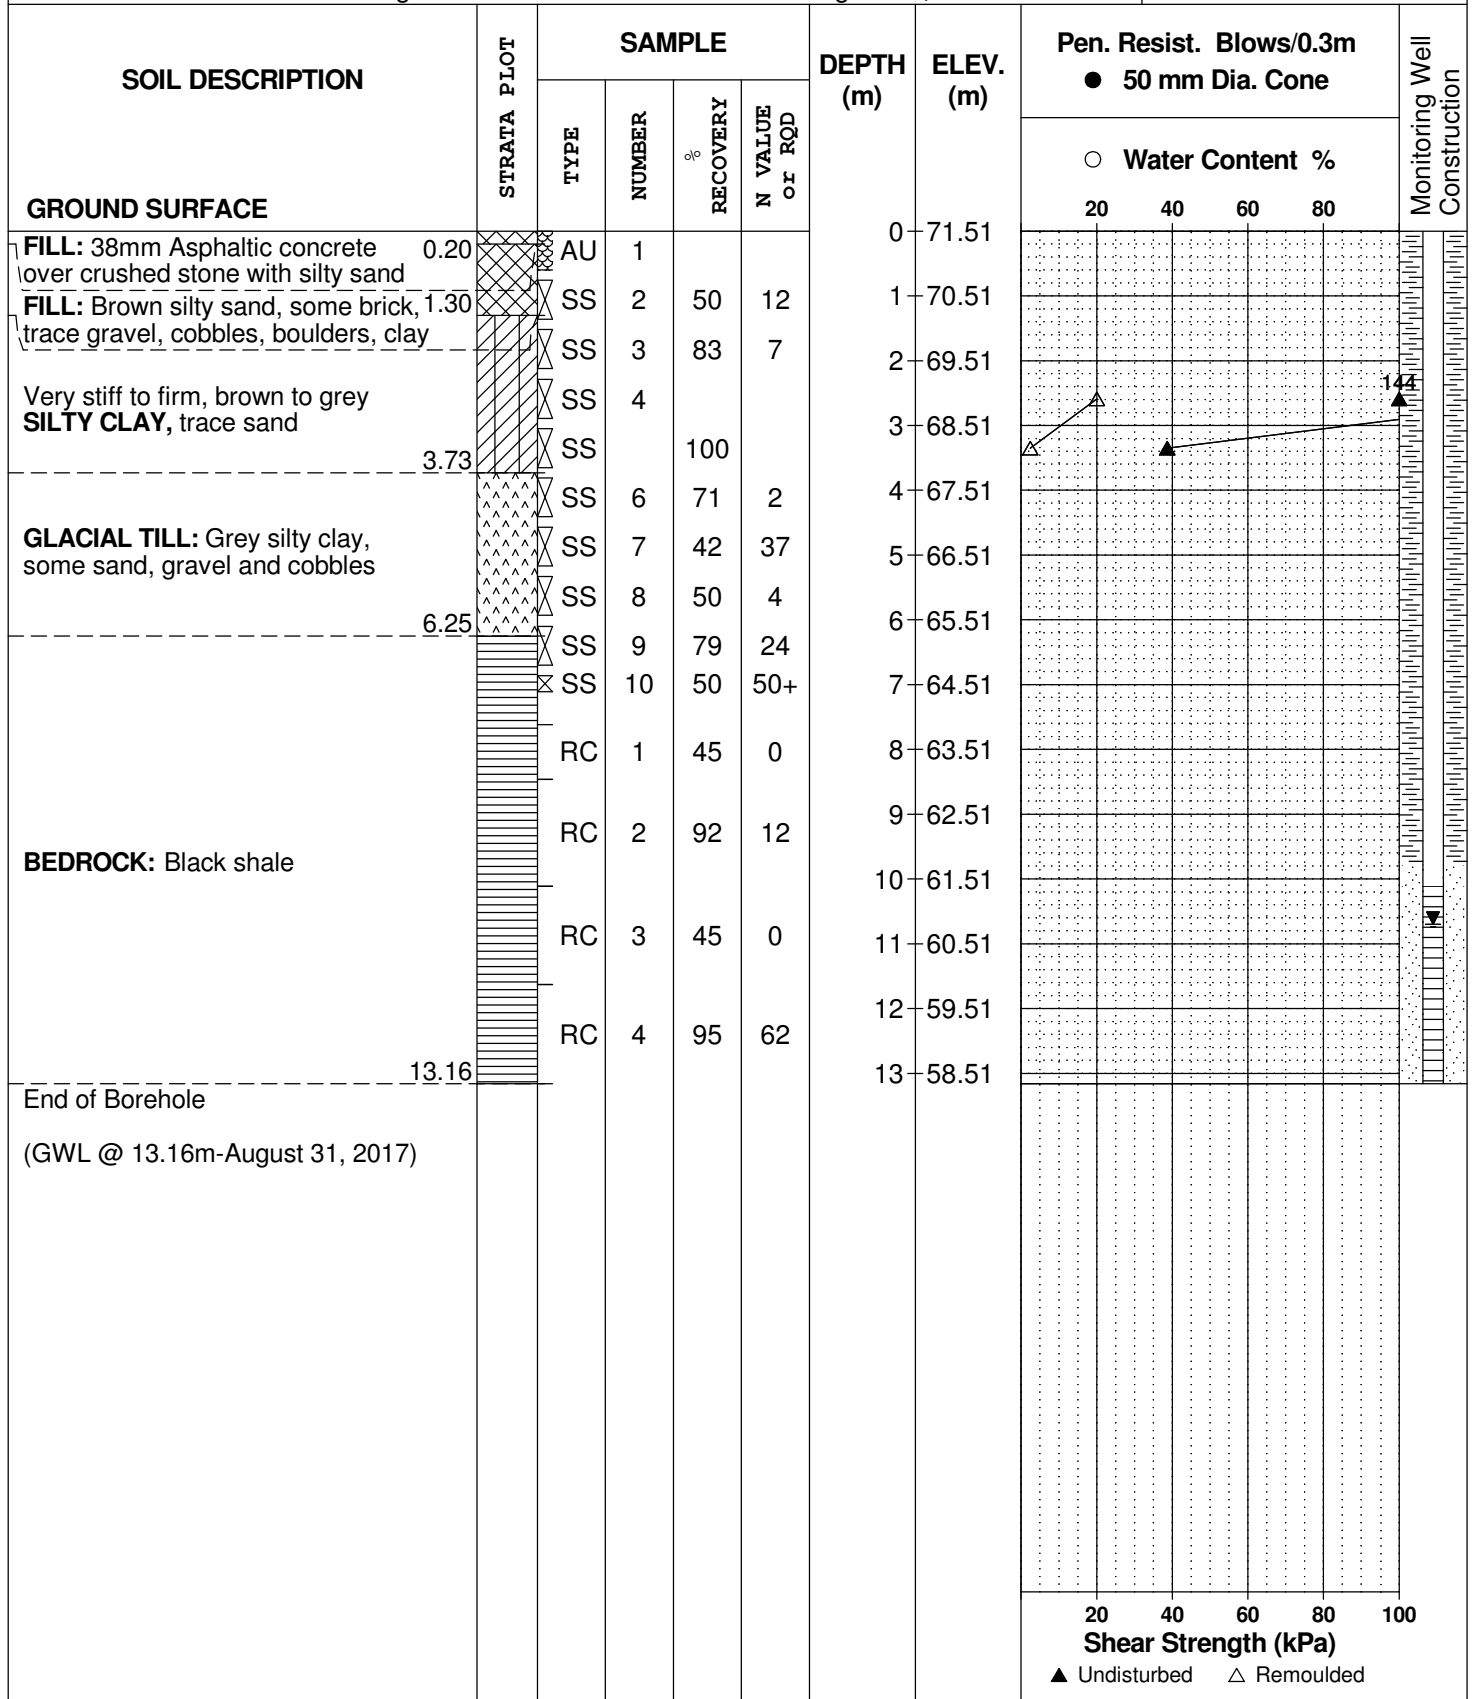 SOIL DESCRIPTION
GROUND SURFACE
STRATA PLOT
SAMPLE
TYPE
NUMBER
%
RECOVERY
N VALUE
or RQD
DEPTH
(m)
ELEV.
(m)
Pen. Resist. Blows/0.3m
● 50 mm Dia. Cone
○ Water Content %
20 40 60 80
Monitoring Well
Construction
FILL: 38mm Asphaltic concrete 0.20
over crushed stone with silty sand
FILL: Brown silty sand, some brick, 1.30
trace gravel, cobbles, boulders, clay
Very stiff to firm, brown to grey
SILTY CLAY, trace sand
3.73
GLACIAL TILL: Grey silty clay,
some sand, gravel and cobbles
6.25
BEDROCK: Black shale
13.16
End of Borehole
(GWL @ 13.16m-August 31, 2017)
AU 1
SS 2 50 12
SS 3 83 7
SS 4
SS 100
SS 6 71 2
SS 7 42 37
SS 8 50 4
SS 9 79 24
SS 10 50 50+
RC 1 45 0
RC 2 92 12
RC 3 45 0
RC 4 95 62
0 71.51
1 70.51
2 69.51
3 68.51
4 67.51
5 66.51
6 65.51
7 64.51
8 63.51
9 62.51
10 61.51
11 60.51
12 59.51
13 58.51
144
20 40 60 80 100
Shear Strength (kPa)
▲ Undisturbed △ Remoulded